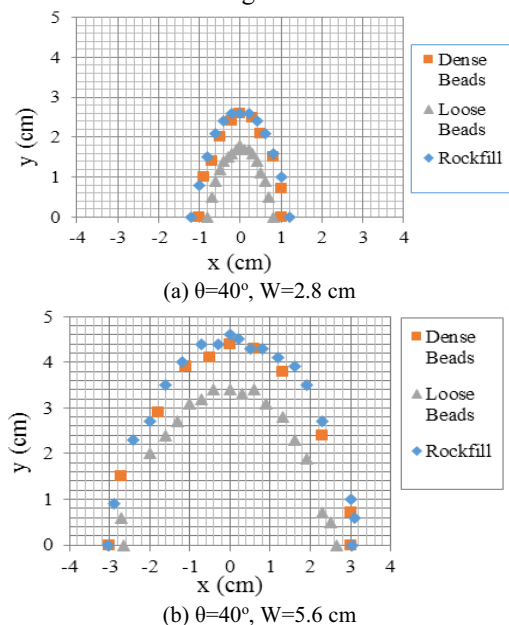 5
4
3
2
1
0
y (cm)
-4 -3 -2 -1 0 1 2 3 4
x (cm)
Dense
Beads
Loose
Beads
Rockfill
(a) θ=40º, W=2.8 cm
5
4
3
2
1
0
y (cm)
-4 -3 -2 -1 0 1 2 3 4
x (cm)
Dense
Beads
Loose
Beads
Rockfill
(b) θ=40º, W=5.6 cm